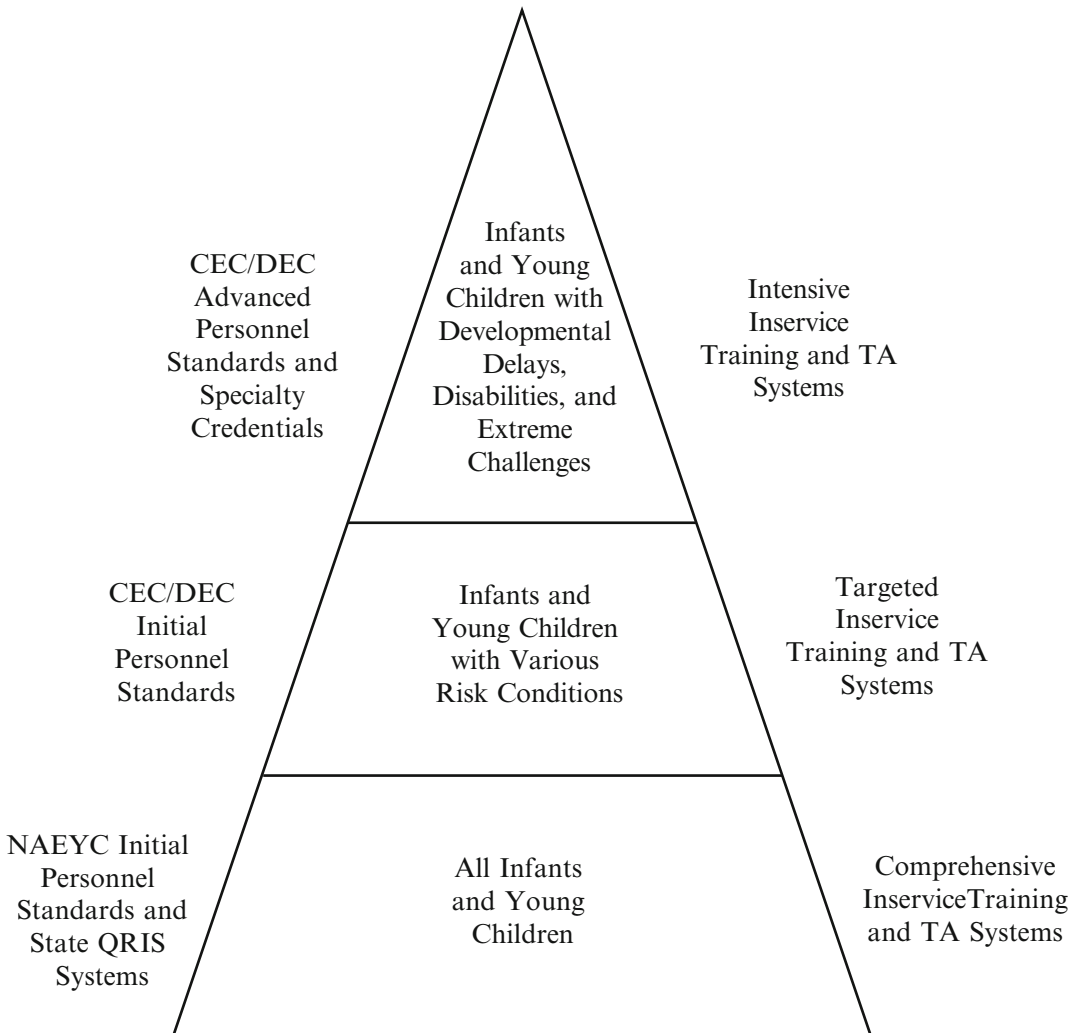 CEC/DEC
Advanced
Personnel
Standards and
Specialty
Credentials
Infants
and Young
Children with
Developmental
Delays,
Disabilities, and
Extreme
Challenges
Intensive
Inservice
Training and TA
Systems
CEC/DEC
Initial
Personnel
Standards
Infants and
Young Children
with Various
Risk Conditions
Targeted
Inservice
Training and TA
Systems
NAEYC Initial
Personnel
Standards and
State QRIS
Systems
All Infants
and Young
Children
Comprehensive
InserviceTraining
and TA Systems